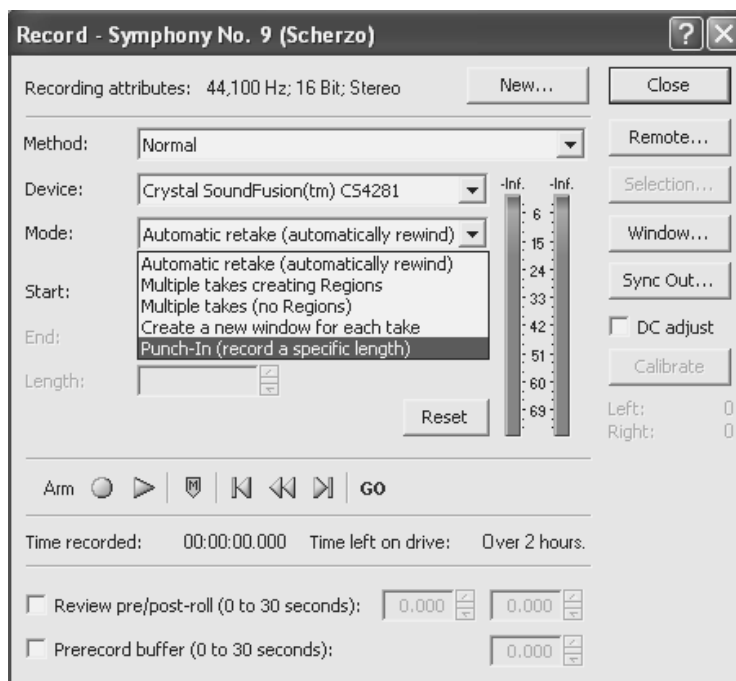 Record - Symphony No. 9 (Scherzo)
Recording attributes: 44,100 Hz; 16 Bit; Stereo
New...
Close
Method:
Normal
Remote...
Device:
Crystal SoundFusion(tm) CS4281
-Inf. -Inf.
Selection...
Mode:
Automatic retake (automatically rewind)
Window...
Automatic retake (automatically rewind)
Multiple takes creating Regions
Multiple takes (no Regions)
Create a new window for each take
Punch-In (record a specific length)
Start:
End:
Length:
6
15
24
33
42
51
60
69
Sync Out...
DC adjust
Calibrate
Left: 0
Right: 0
Reset
Arm
M
GO
Time recorded: 00:00:00.000 Time left on drive: Over 2 hours.
Review pre/post-roll (0 to 30 seconds): 0.000 0.000
Prerecord buffer (0 to 30 seconds): 0.000